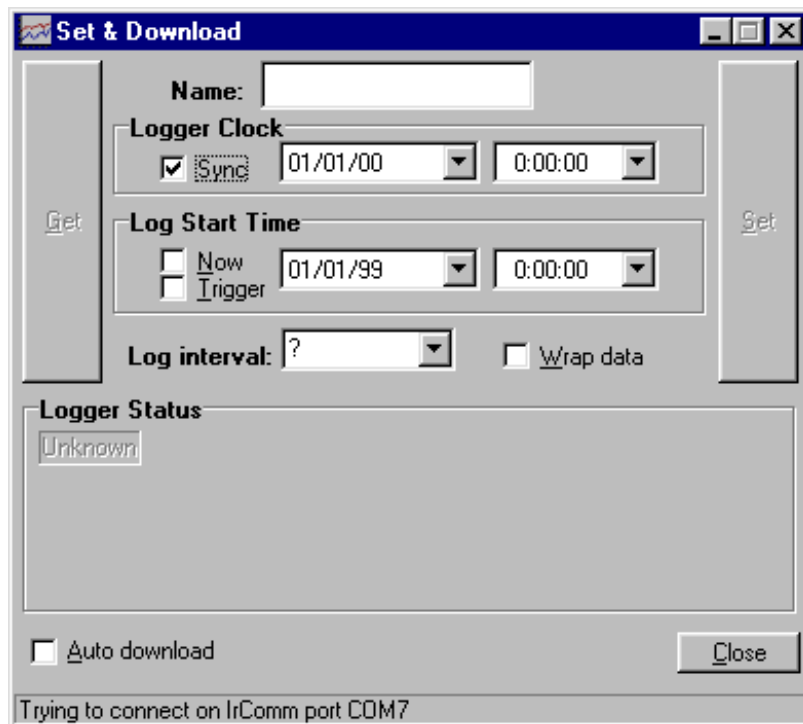 Set & Download
Name:
Logger Clock
Sync 01/01/00 0:00:00
Get
Set
Log Start Time
Now
Trigger
01/01/99 0:00:00
Log interval: ? Wrap data
Logger Status
Unknown
Auto download
Close
Trying to connect on IrComm port COM7